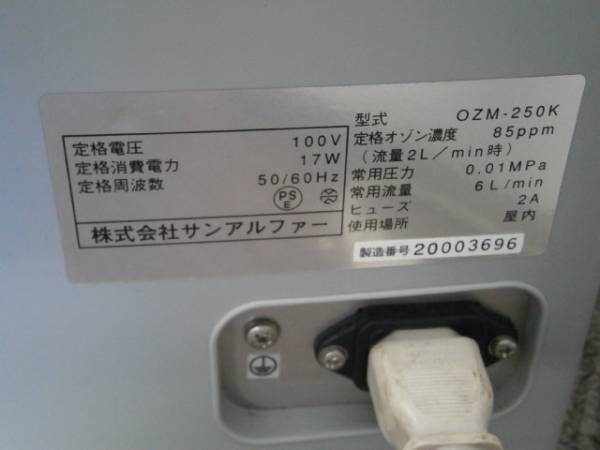 定格電圧 100V
定格消費電力 17W
定格周波数 50/60Hz
PS
E
株式会社サンアルファー
型式 OZM-250K
定格オゾン濃度 85ppm
(流量2L/min時)
常用圧力 0.01MPa
常用流量 6L/min
ヒューズ 2A
使用場所 屋内
製造番号 20003696